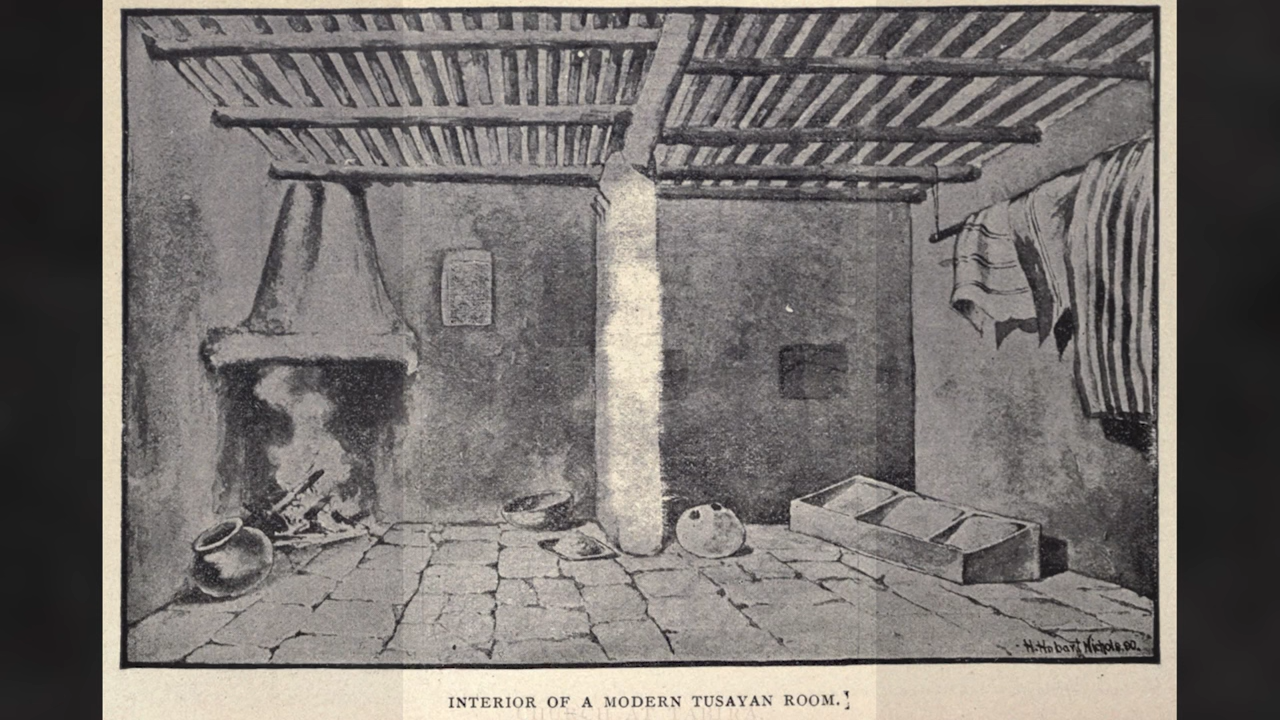 H. Hobart Nichols. 90.
INTERIOR OF A MODERN TUSAYAN ROOM.